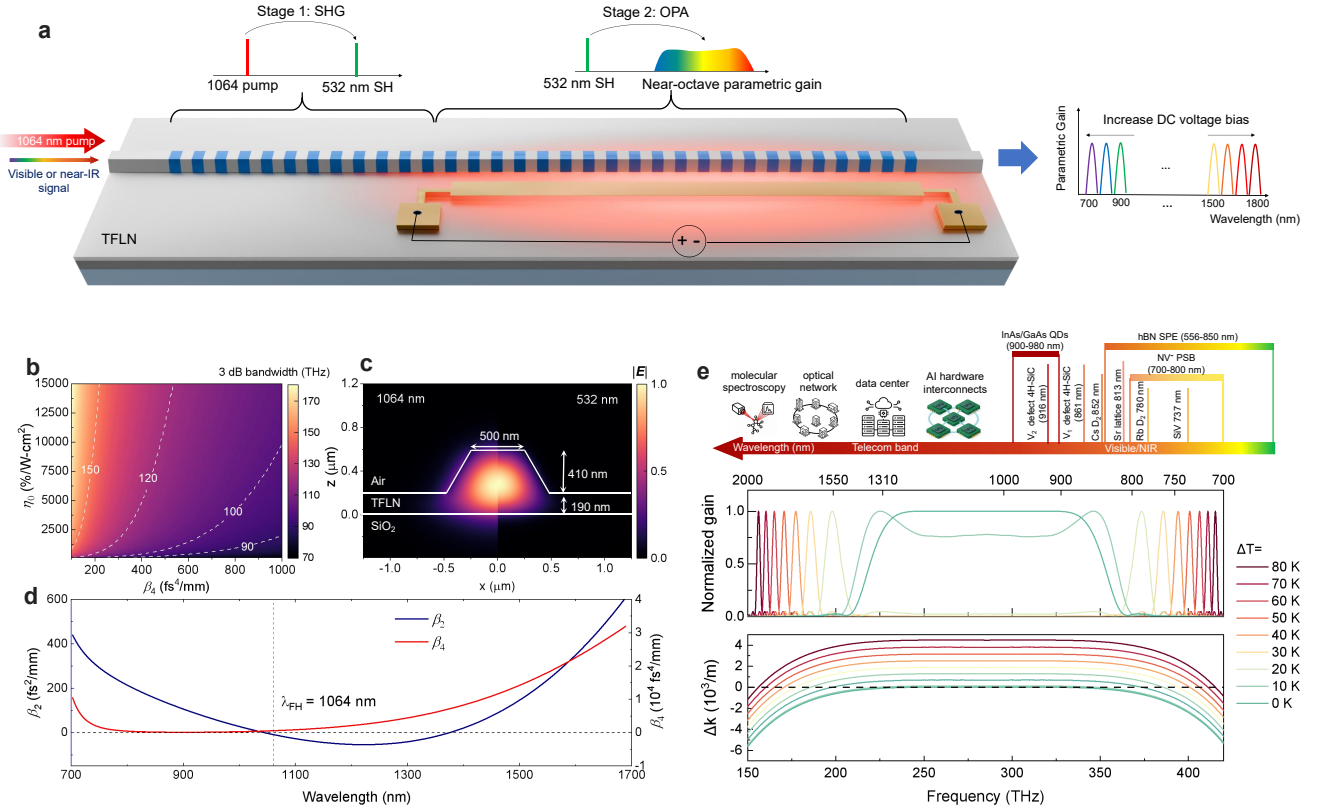 a
Stage 1: SHG
1064 pump
532 nm SH
Stage 2: OPA
532 nm SH
Near-octave parametric gain
1064 nm pump
Visible or near-IR
signal
TFLN
+ -
Parametric Gain
Increase DC voltage bias
...
700
900
...
1500
1800
Wavelength (nm)
b
3 dB bandwidth (THz)
η₀ (%/W-cm²)
15000
12500
10000
7500
5000
2500
150
120
100
90
200
400
600
800
1000
β₄ (fs⁴/mm)
170
150
130
110
90
70
c
|E|
1064 nm
532 nm
500 nm
410 nm
190 nm
Air
TFLN
SiO₂
z (μm)
1.2
0.8
0.4
0.0
-1.0
-0.5
0.0
0.5
1.0
x (μm)
1.0
0.5
0.0
d
β₂ (fs²/mm)
600
400
200
0
β₂
β₄
λFH = 1064 nm
4
3
2
1
0
-1
β₄ (10⁴ fs⁴/mm)
700
900
1100
1300
1500
1700
Wavelength (nm)
e
molecular
spectroscopy
optical
network
data center
AI hardware
interconnects
InAs/GaAs QDs
(900-980 nm)
hBN SPE (556-850 nm)
NV⁻ PSB
(700-800 nm)
V₂ defect 4H-SiC
(916 nm)
V₁ defect 4H-SiC
(861 nm)
Cs D₂ 852 nm
Sr lattice 813 nm
Rb D₂ 780 nm
SiV 737 nm
Wavelength (nm)
Telecom band
Visible/NIR
2000
1550
1310
1000
900
800
750
700
Normalized gain
1.0
0.5
0.0
Δk (10³/m)
4
2
0
-2
-4
-6
150
200
250
300
350
400
Frequency (THz)
ΔT=
80 K
70 K
60 K
50 K
40 K
30 K
20 K
10 K
0 K